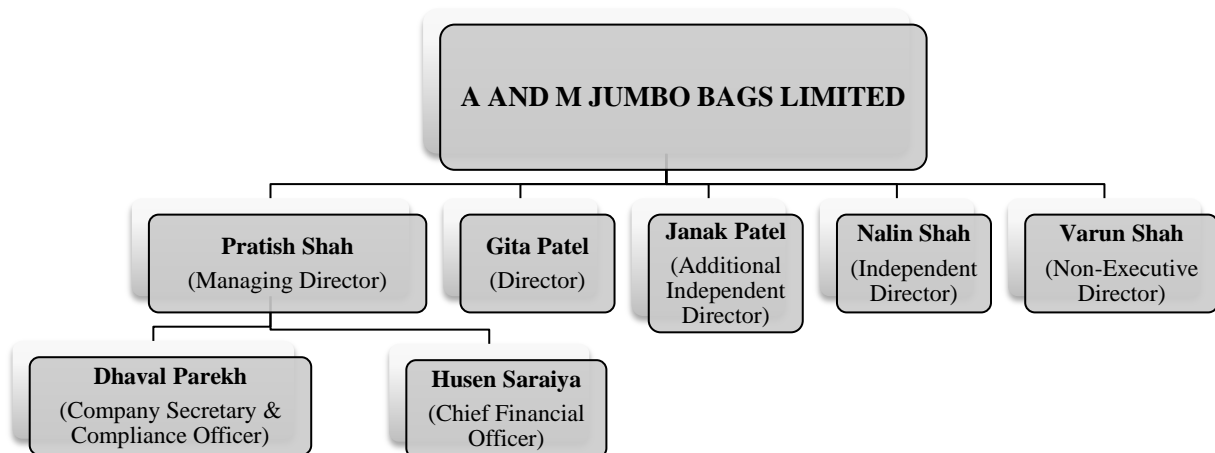 A AND M JUMBO BAGS LIMITED
Pratish Shah
(Managing Director)
Gita Patel
(Director)
Janak Patel
(Additional
Independent
Director)
Nalin Shah
(Independent
Director)
Varun Shah
(Non-Executive
Director)
Dhaval Parekh
(Company Secretary &
Compliance Officer)
Husen Saraiya
(Chief Financial
Officer)